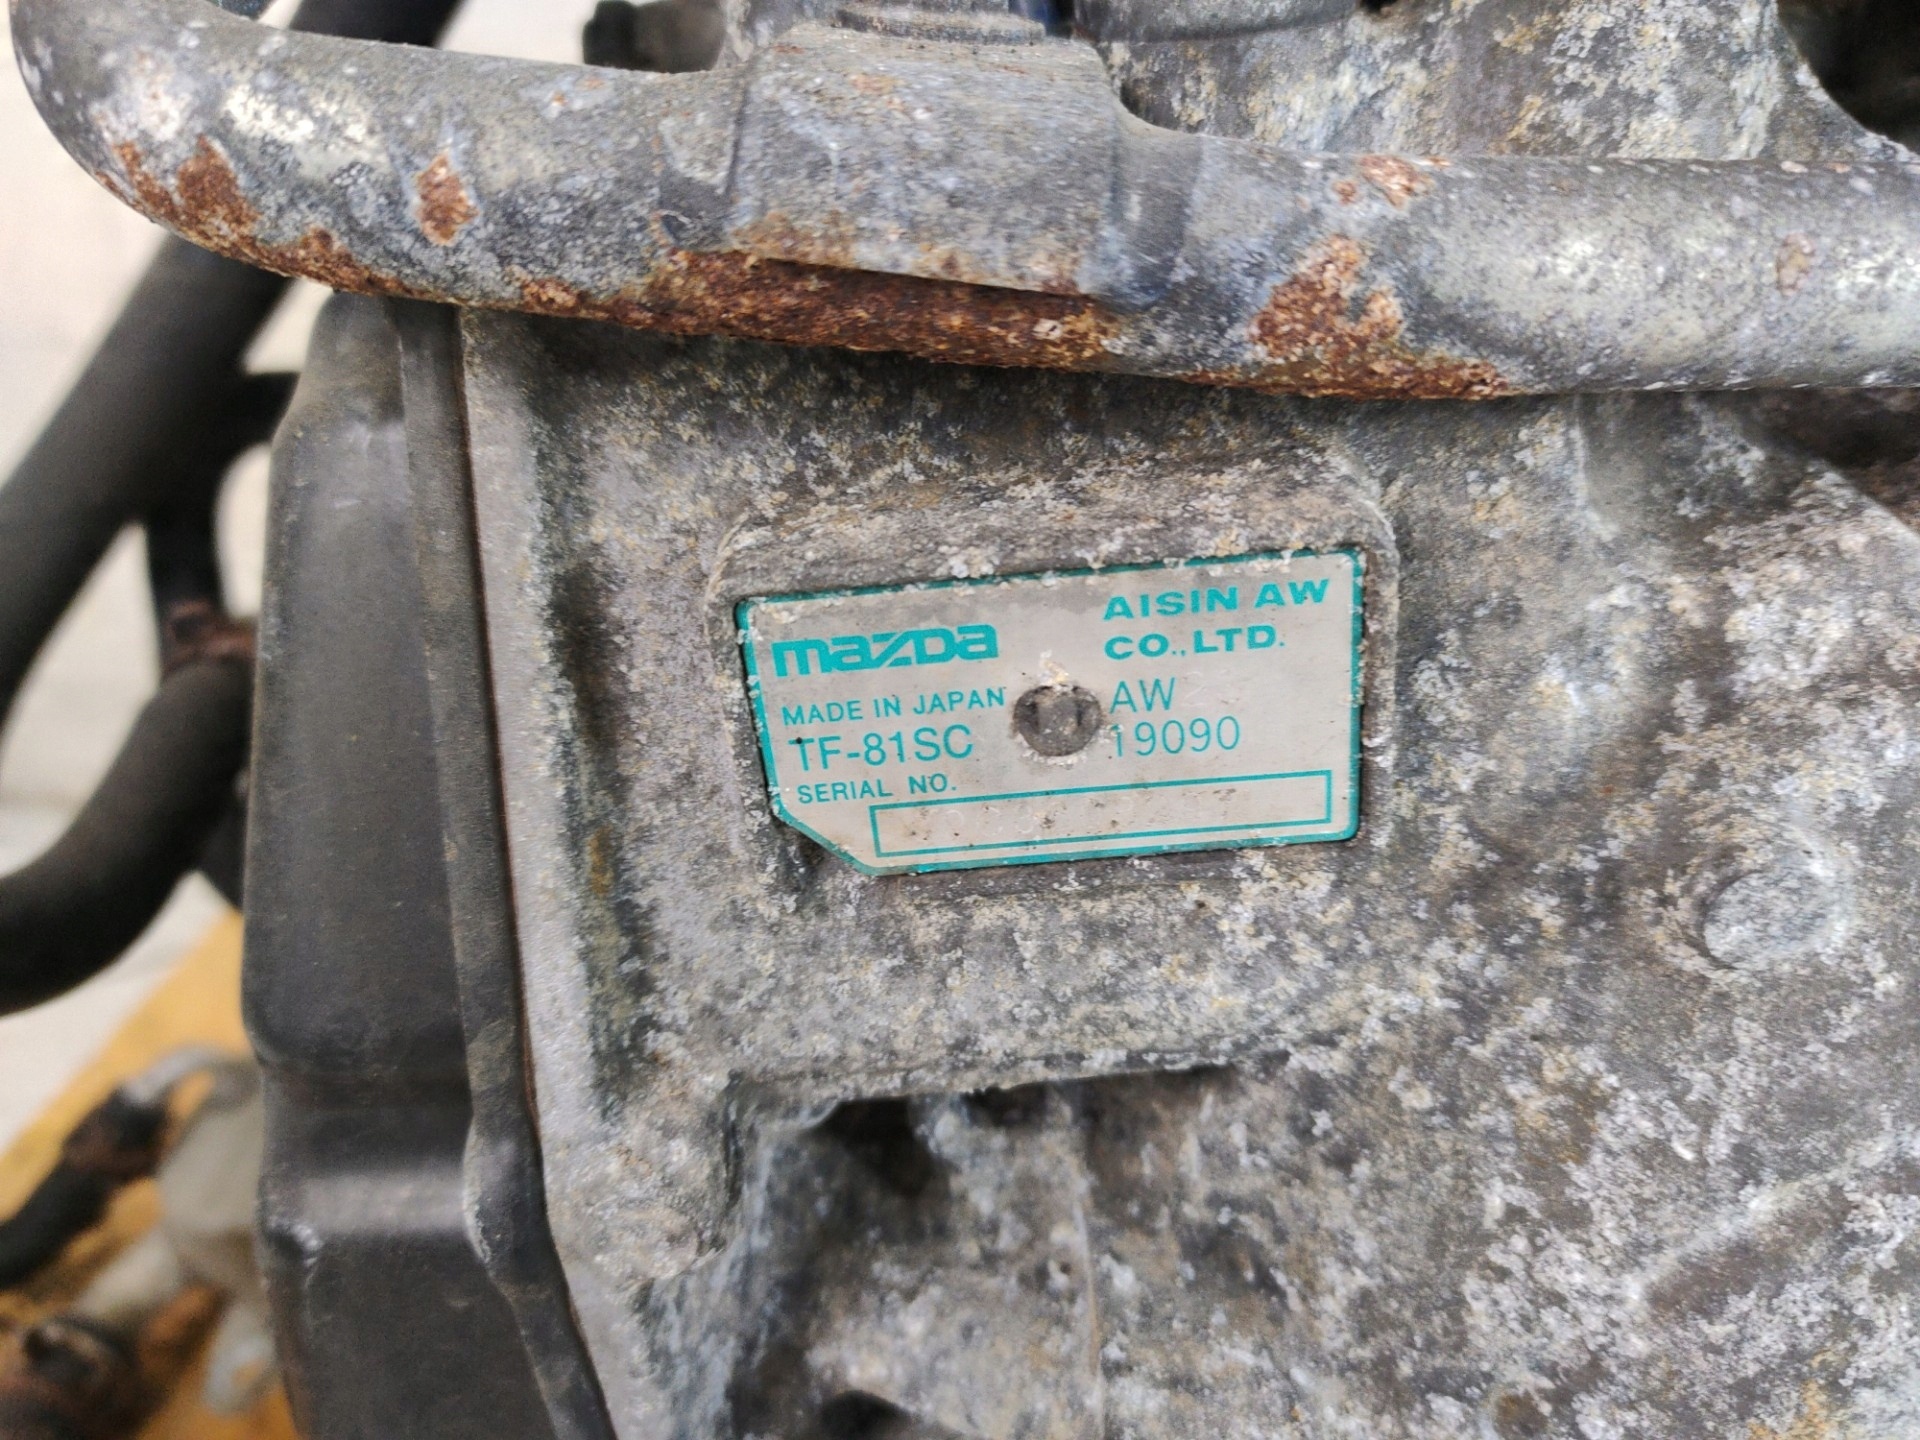 mazda
AISIN AW
CO.,LTD.
MADE IN JAPAN
AW
TF-81SC
19090
SERIAL NO.